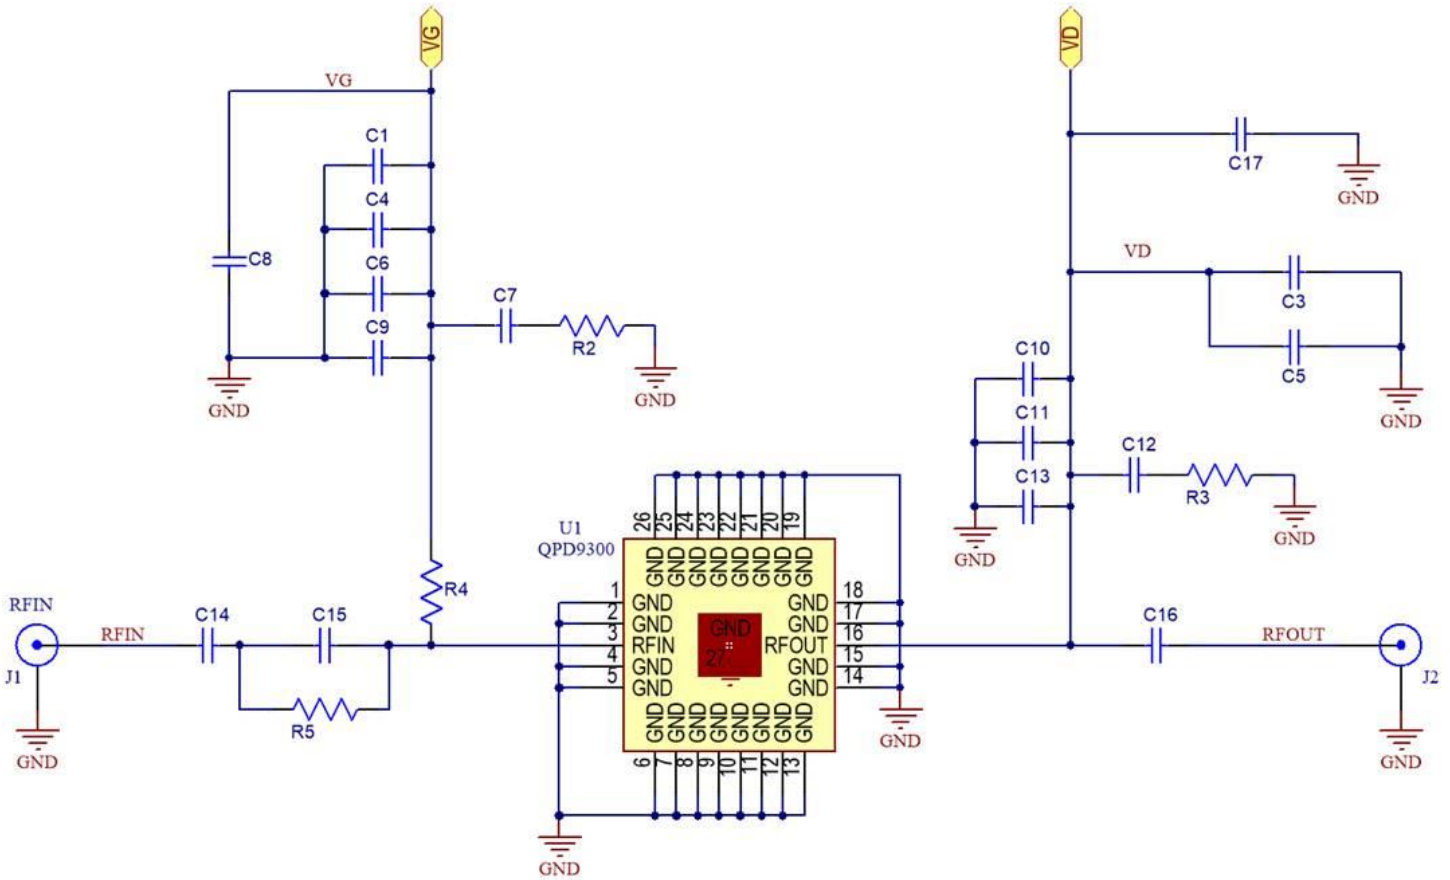 VG
VD
VG
C1
C4
C6
C9
C8
GND
C7
R2
GND
C17
GND
VD
C3
C5
GND
C10
C11
C13
GND
C12
R3
GND
U1
QPD9300
26 25 24 23 22 21 20 19
GND GND GND GND GND GND GND GND
1 GND
2 GND
3 RFIN
4 GND
5 GND
GND
27
GND 18
GND 17
RFOUT 16
GND 15
GND 14
GND GND GND GND GND GND GND GND
6 7 8 9 10 11 12 13
GND
GND
R4
RFIN
J1
GND
RFIN
C14
C15
R5
C16
RFOUT
J2
GND